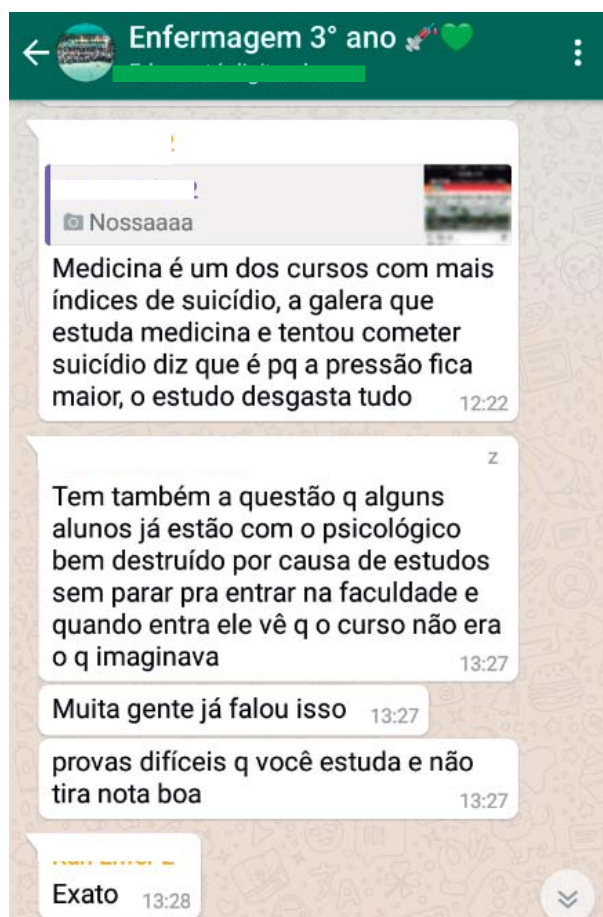 Enfermagem 3° ano
Nossaaaa
Medicina é um dos cursos com mais
índices de suicídio, a galera que
estuda medicina e tentou cometer
suicídio diz que é pq a pressão fica
maior, o estudo desgasta tudo 12:22
z
Tem também a questão q alguns
alunos já estão com o psicológico
bem destruído por causa de estudos
sem parar pra entrar na faculdade e
quando entra ele vê q o curso não era
o q imaginava 13:27
Muita gente já falou isso 13:27
provas difíceis q você estuda e não
tira nota boa 13:27
Exato 13:28